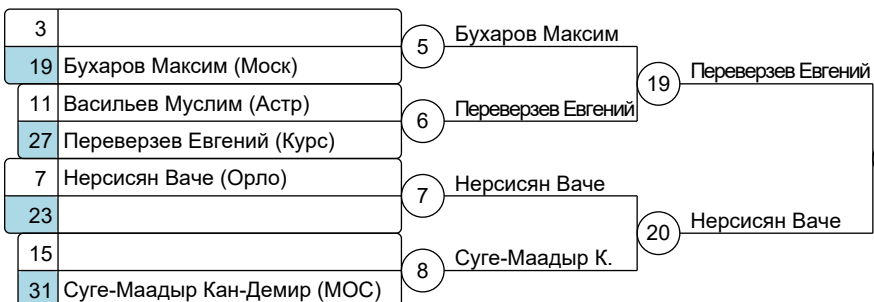 3
19 Бухаров Максим (Моск)
11 Васильев Муслим (Астр)
27 Переверзев Евгений (Курс)
7 Нерсисян Ваче (Орло)
23
15
31 Суге-Маадыр Кан-Демир (МОС)
5 Бухаров Максим
6 Переверзев Евгений
7 Нерсисян Ваче
8 Суге-Маадыр К.
19 Переверзев Евгений
20 Нерсисян Ваче